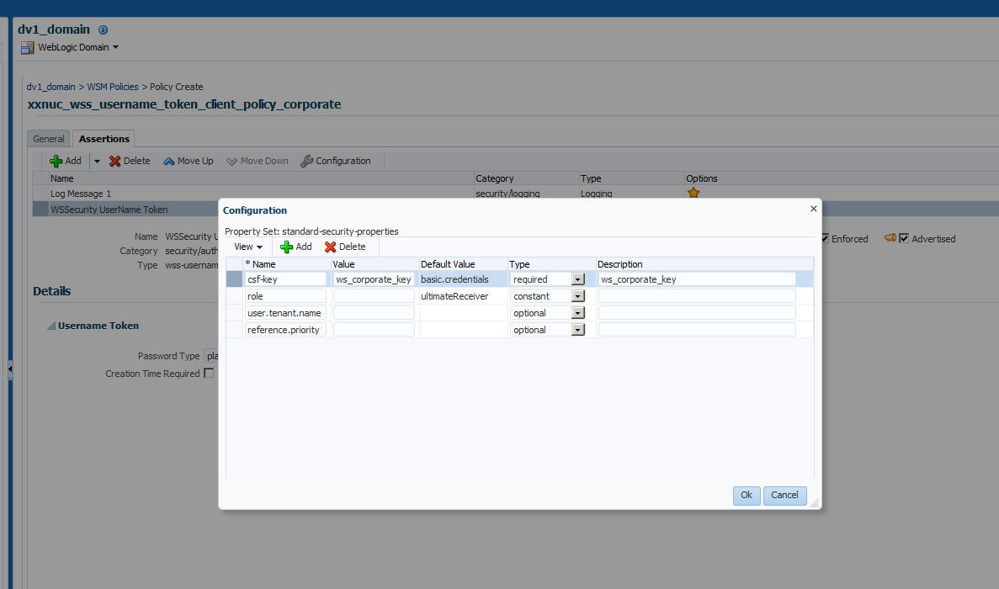 dv1_domain
WebLogic Domain
dv1_domain > WSM Policies > Policy Create
xxnuc_wss_username_token_client_policy_corporate
General Assertions
Add Delete Move Up Move Down Configuration
Name Category Type Options
Log Message 1 security/logging Logging
WSSecurity UserName Token
Name WSSecurity U
Category security/auth
Type wss-usernam
Enforced Advertised
Details
Username Token
Password Type pla
Creation Time Required
Configuration
Property Set: standard-security-properties
View Add Delete
* Name Value Default Value Type Description
csf-key ws_corporate_key basic.credentials required ws_corporate_key
role ultimateReceiver constant
user.tenant.name optional
reference.priority optional
Ok Cancel